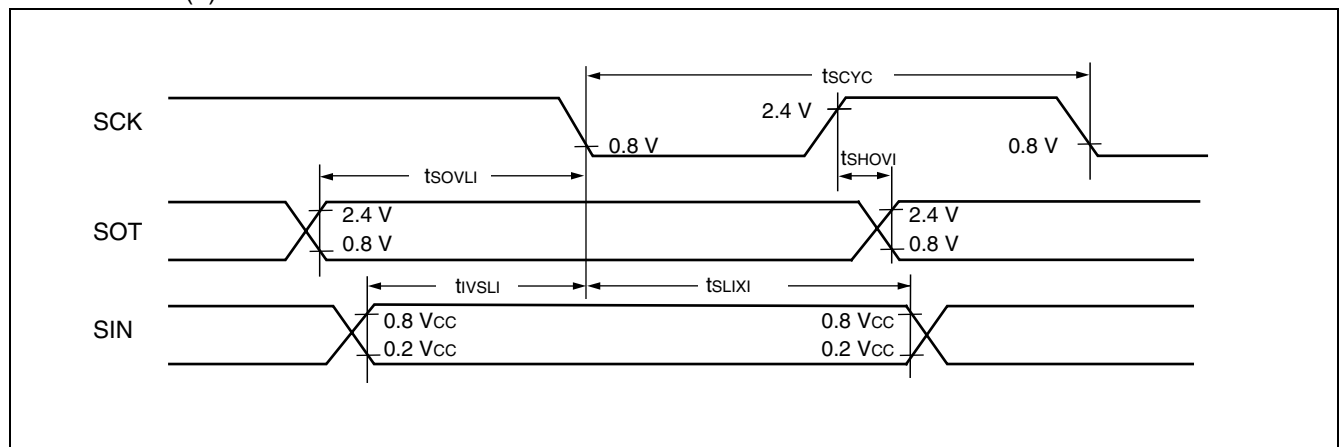 (
)
tSCYC
SCK
2.4 V
0.8 V
0.8 V
tSHOVI
tSOVLI
SOT
2.4 V
0.8 V
2.4 V
0.8 V
tIVSLI
tSLIXI
SIN
0.8 VCC
0.2 VCC
0.8 VCC
0.2 VCC